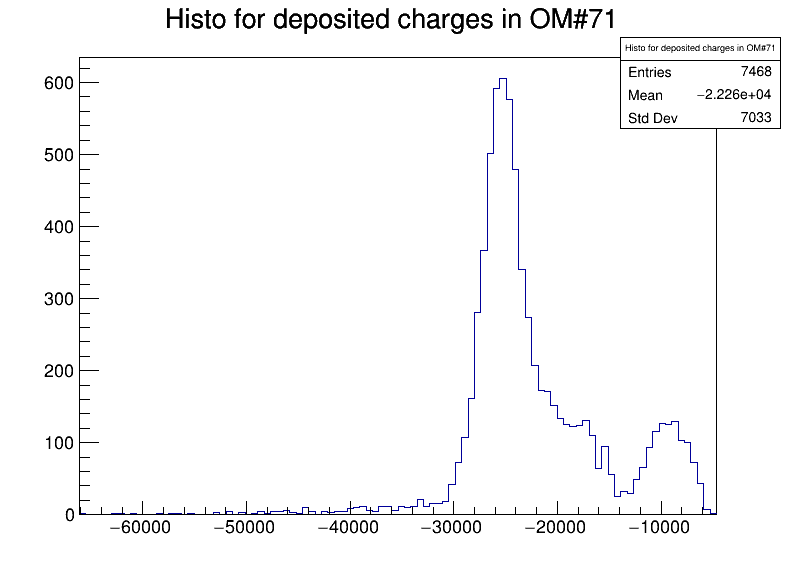 Histo for deposited charges in OM#71
Histo for deposited charges in OM#71
Entries 7468
Mean −2.226e+04
Std Dev 7033
600
500
400
300
200
100
0
−60000 −50000 −40000 −30000 −20000 −10000